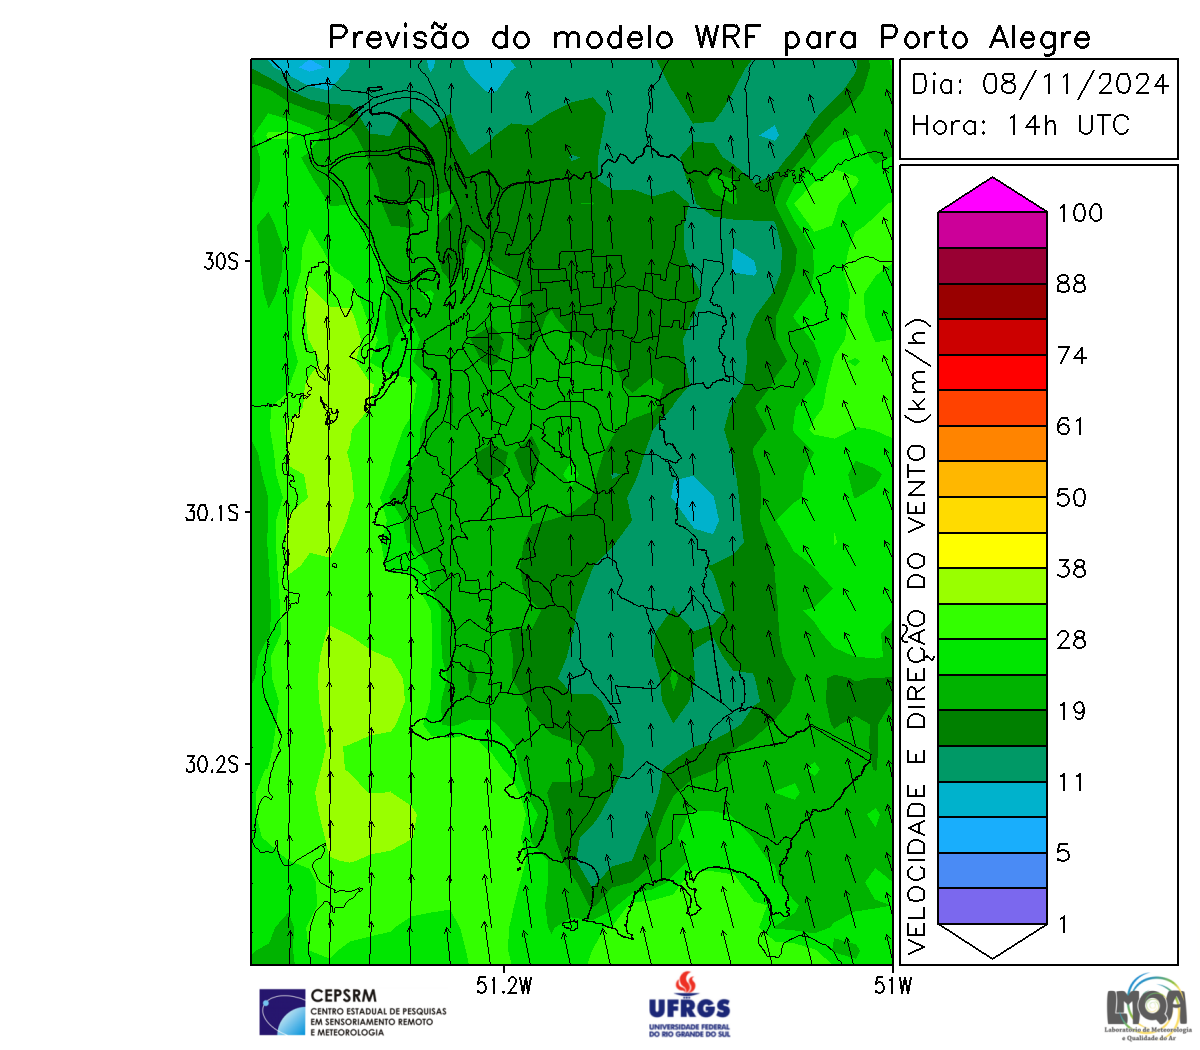 Previsão do modelo WRF para Porto Alegre
Dia: 08/11/2024
Hora: 14h UTC
VELOCIDADE E DIREÇÃO DO VENTO (km/h)
100
88
74
61
50
38
28
19
11
5
1
30S
30.1S
30.2S
51.2W
51W
CEPSRM
CENTRO ESTADUAL DE PESQUISAS
EM SENSORIAMENTO REMOTO
E METEOROLOGIA
UFRGS
UNIVERSIDADE FEDERAL
DO RIO GRANDE DO SUL
LMQA
Laboratório de Meteorologia
e Qualidade do Ar